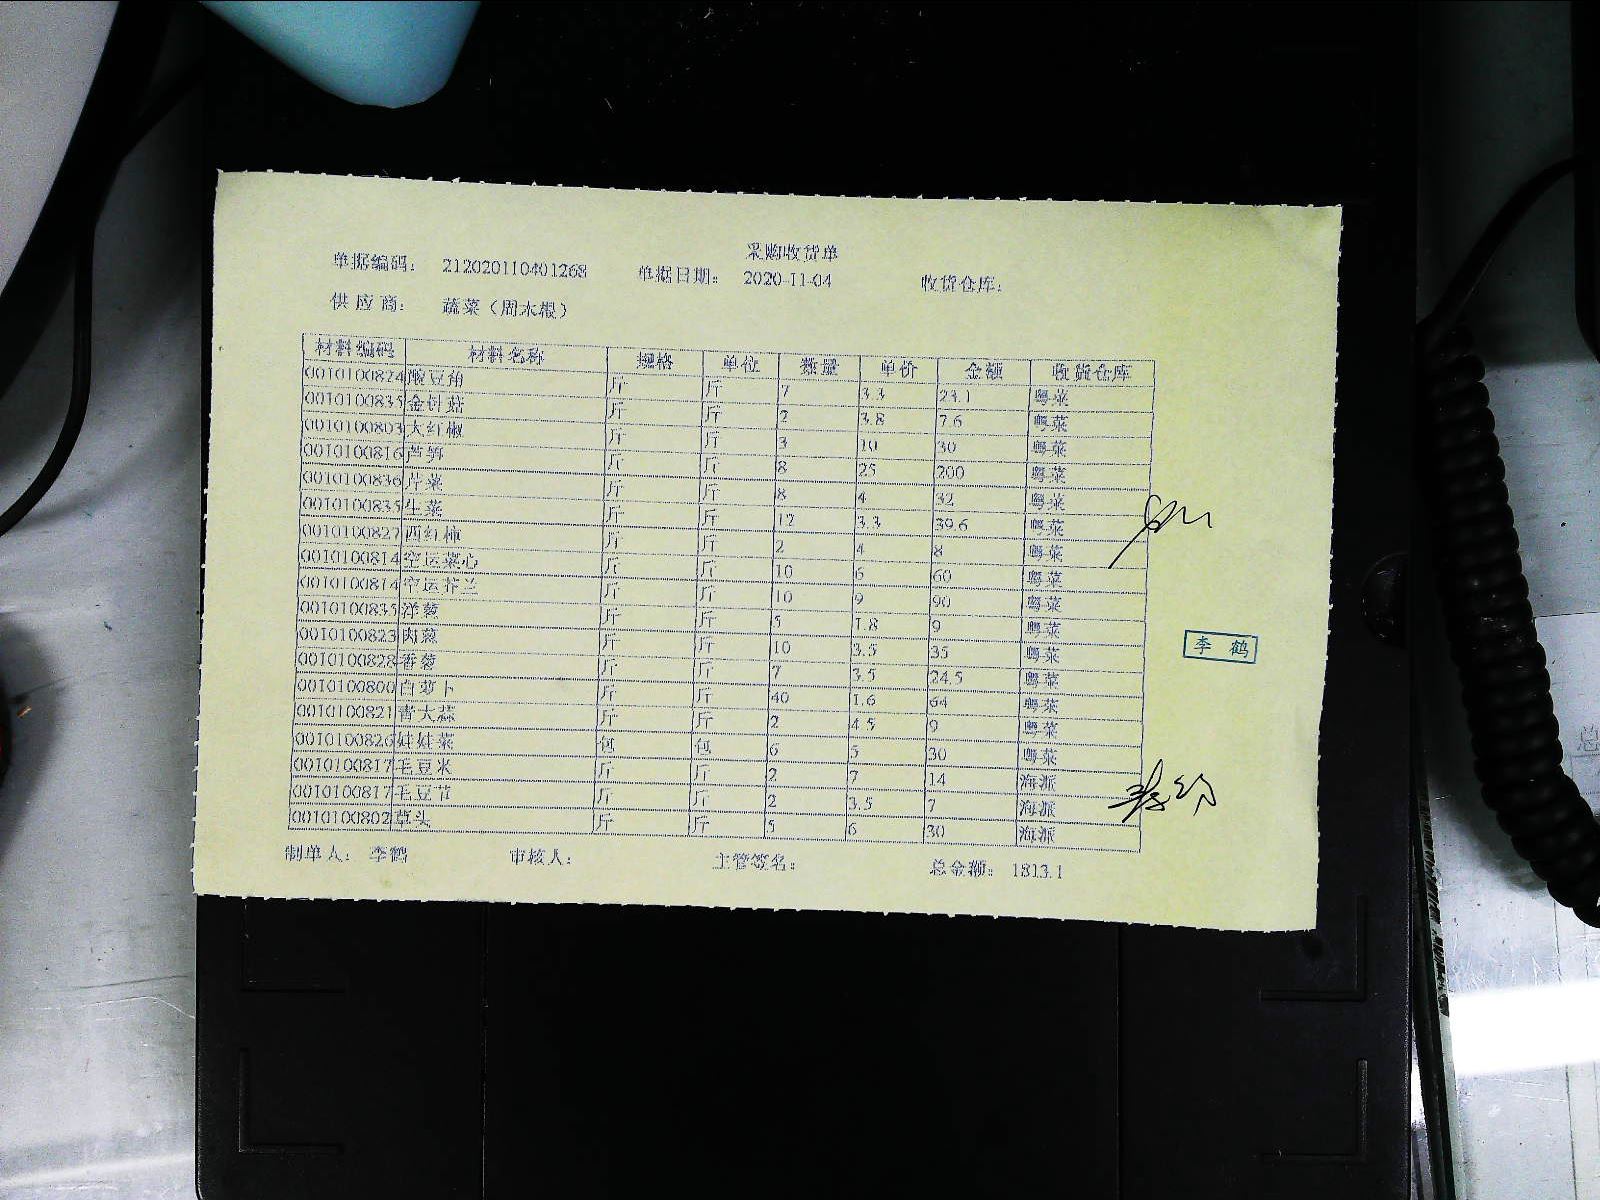 采购收货单
单据编码： 212020110401268 单据日期： 2020-11-04 收货仓库：
供应商： 蔬菜（周木根）
材料编码 材料名称 规格 单位 数量 单价 金额 收货仓库
0010100824 酸豆角 斤 斤 7 3.3 23.1 粤菜
0010100835 金针菇 斤 斤 2 3.8 7.6 粤菜
0010100803 大红椒 斤 斤 3 10 30 粤菜
0010100816 芦笋 斤 斤 8 25 200 粤菜
0010100836 芹菜 斤 斤 8 4 32 粤菜
0010100835 生菜 斤 斤 12 3.3 39.6 粤菜
0010100827 西红柿 斤 斤 2 4 8 粤菜
0010100814 空运菜心 斤 斤 10 6 60 粤菜
0010100814 空运芥兰 斤 斤 10 9 90 粤菜
0010100835 洋葱 斤 斤 5 1.8 9 粤菜
0010100823 肉葱 斤 斤 10 3.5 35 粤菜
0010100828 香葱 斤 斤 7 3.5 24.5 粤菜
0010100800 白萝卜 斤 斤 40 1.6 64 粤菜
0010100821 青大蒜 斤 斤 2 4.5 9 粤菜
0010100826 娃娃菜 包 包 6 5 30 粤菜
0010100817 毛豆米 斤 斤 2 7 14 海派
0010100817 毛豆节 斤 斤 2 3.5 7 海派
0010100802 草头 斤 斤 5 6 30 海派
制单人： 李鹤 审核人： 主管签名： 总金额： 1813.1
李 鹤